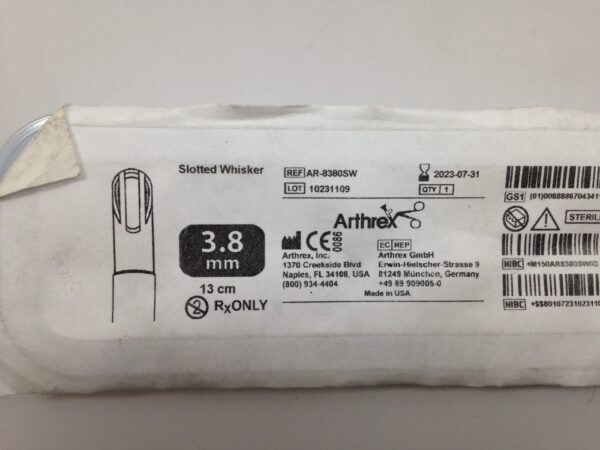 Slotted Whisker
REF AR-8380SW
2023-07-31
LOT 10231109
QTY 1
GS1
STERIL
3.8
mm
13 cm
2 RxONLY
Arthrex
CE 0086
EC REP
Arthrex, Inc.
1370 Creekside Blvd
Naples, FL 34108, USA
(800) 934-4404
Arthrex GmbH
Erwin-Hielscher-Strasse 9
81249 München, Germany
+49 89 909005-0
Made in USA
HIBC
HIBC